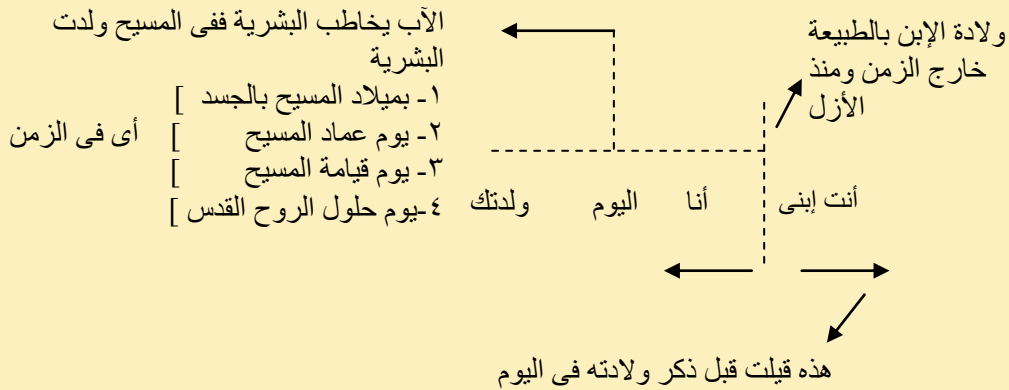 ولادة الإبن بالطبيعة
خارج الزمن ومنذ
الأزل
الآب يخاطب البشرية ففى المسيح ولدت
البشرية
١- بميلاد المسيح بالجسد ]
٢- يوم عماد المسيح ] أى فى الزمن
٣- يوم قيامة المسيح ]
٤-يوم حلول الروح القدس ]
أنت إبنى أنا اليوم ولدتك
هذه قيلت قبل ذكر ولادته فى اليوم